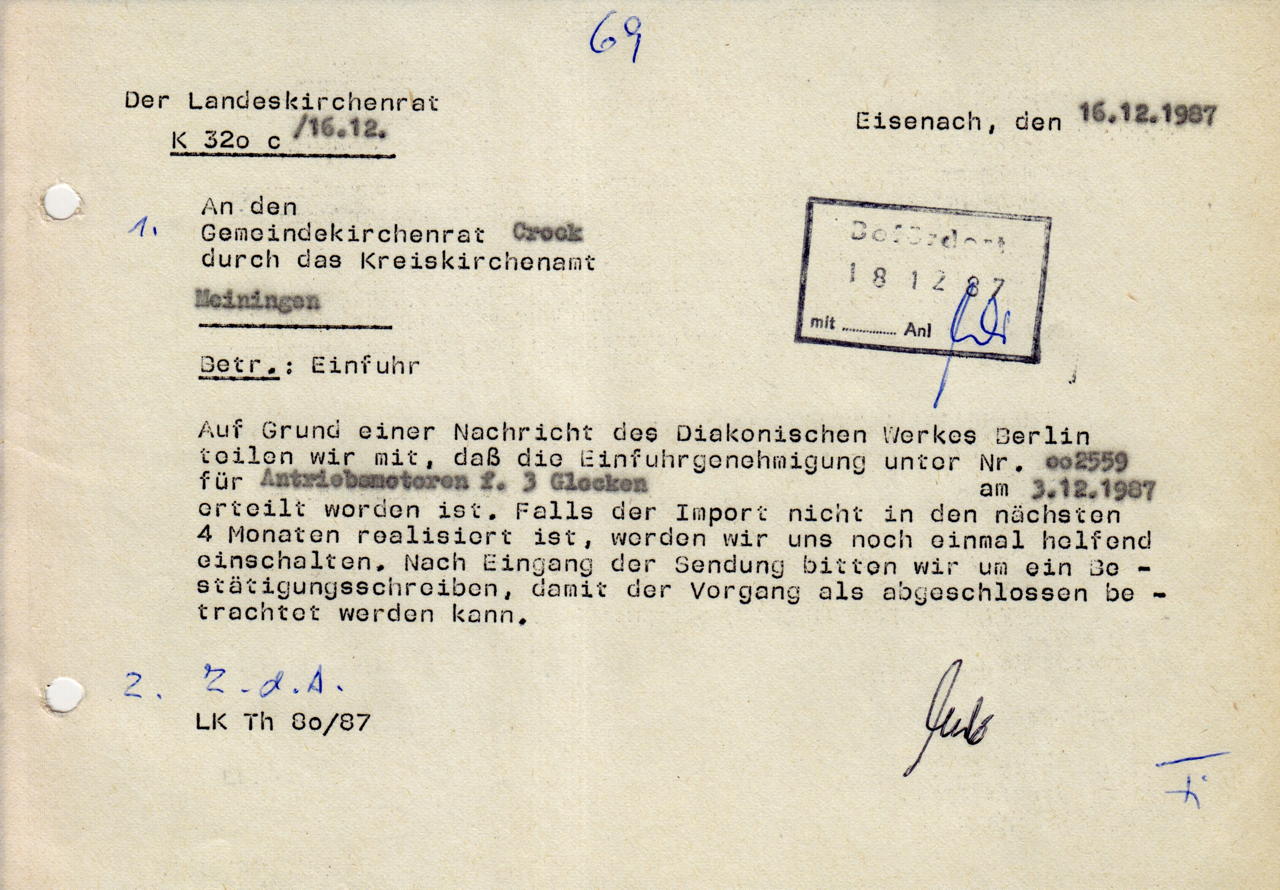 69
Der Landeskirchenrat
K 32o c /16.12.
Eisenach, den 16.12.1987
1. An den
Gemeindekirchenrat Crock
durch das Kreiskirchenamt
Meiningen
Befördert
18 12 87
mit ............ Anl
Betr.: Einfuhr
Auf Grund einer Nachricht des Diakonischen Werkes Berlin
teilen wir mit, daß die Einfuhrgenehmigung unter Nr. oo2559
für Antriebsmotoren f. 3 Glocken am 3.12.1987
erteilt worden ist. Falls der Import nicht in den nächsten
4 Monaten realisiert ist, werden wir uns noch einmal helfend
einschalten. Nach Eingang der Sendung bitten wir um ein Be -
stätigungsschreiben, damit der Vorgang als abgeschlossen be -
trachtet werden kann.
2. Z.d.A.
LK Th 8o/87